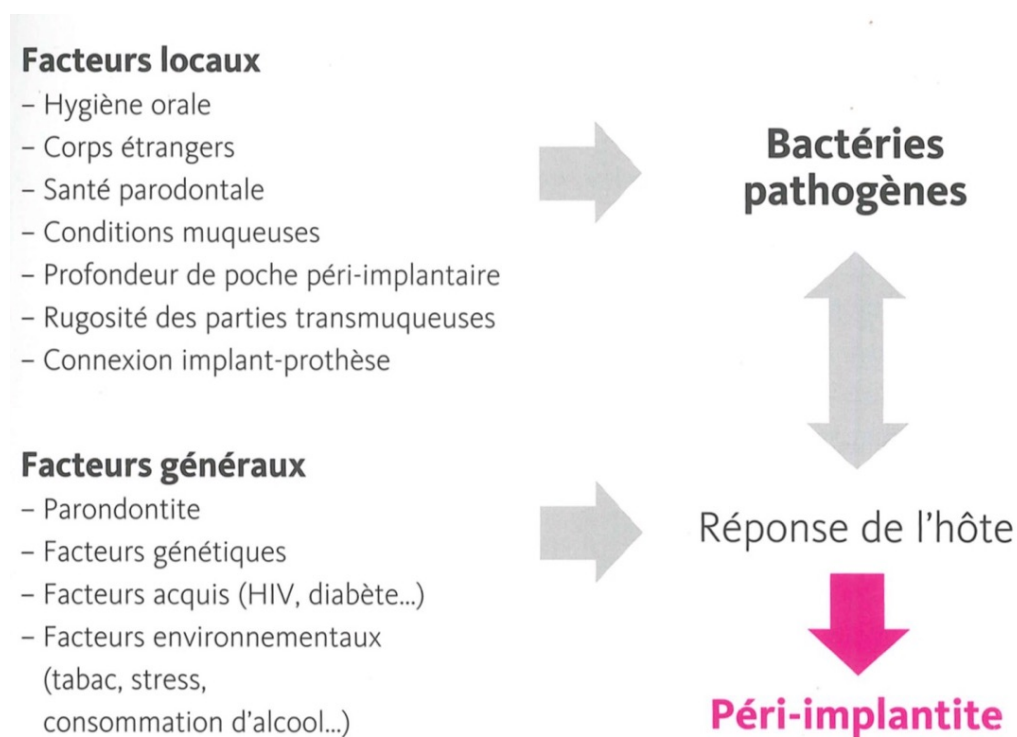 Facteurs locaux
– Hygiène orale
– Corps étrangers
– Santé parodontale
– Conditions muqueuses
– Profondeur de poche péri-implantaire
– Rugosité des parties transmuqueuses
– Connexion implant-prothèse
Bactéries
pathogènes
Facteurs généraux
– Parondontite
– Facteurs génétiques
– Facteurs acquis (HIV, diabète...)
– Facteurs environnementaux
(tabac, stress,
consommation d'alcool...)
Réponse de l'hôte
Péri-implantite